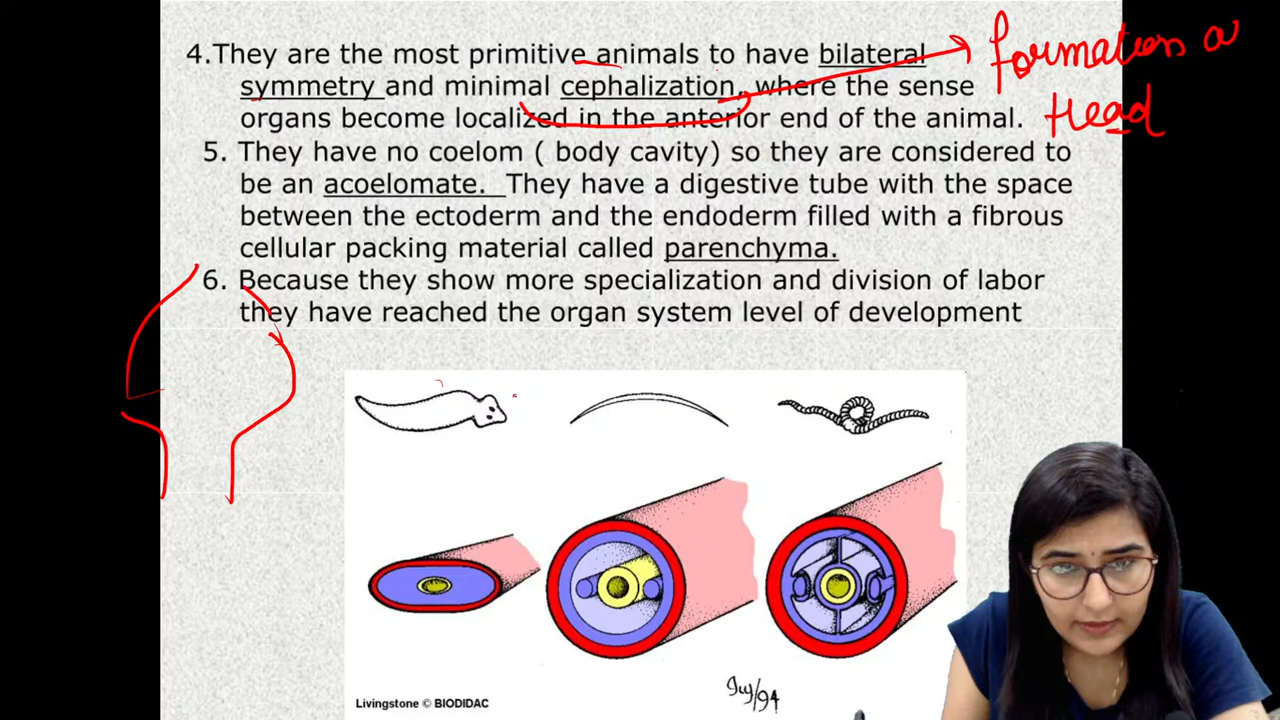 4.They are the most primitive animals to have bilateral
symmetry and minimal cephalization, where the sense
organs become localized in the anterior end of the animal.
formation of
Head
5. They have no coelom ( body cavity) so they are considered to
be an acoelomate. They have a digestive tube with the space
between the ectoderm and the endoderm filled with a fibrous
cellular packing material called parenchyma.
6. Because they show more specialization and division of labor
they have reached the organ system level of development
Livingstone © BIODIDAC